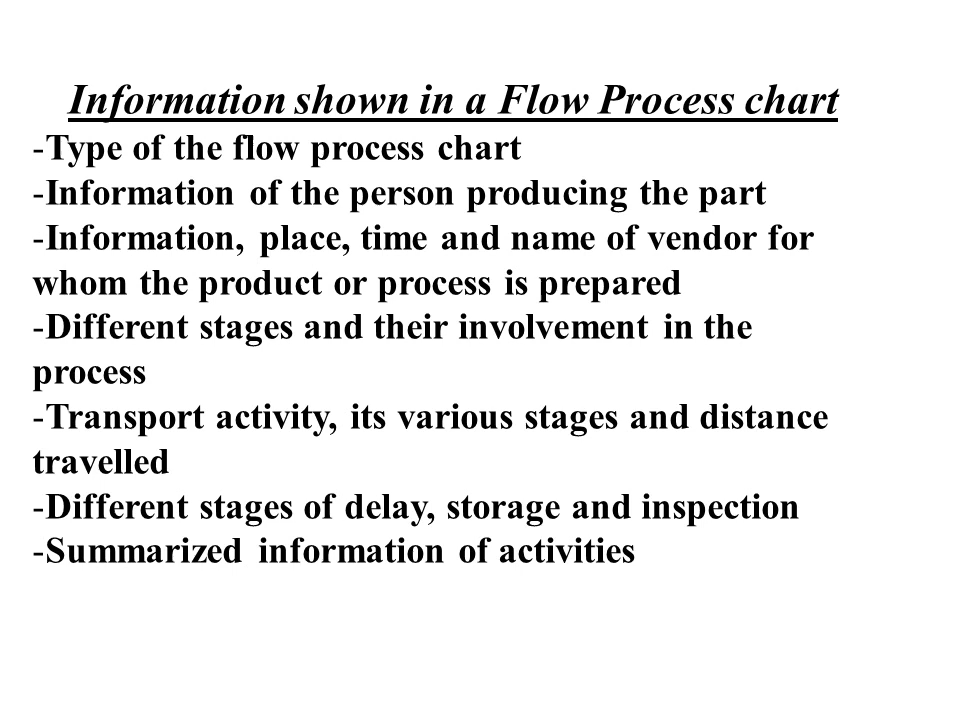 Information shown in a Flow Process chart
-Type of the flow process chart
-Information of the person producing the part
-Information, place, time and name of vendor for
whom the product or process is prepared
-Different stages and their involvement in the
process
-Transport activity, its various stages and distance
travelled
-Different stages of delay, storage and inspection
-Summarized information of activities